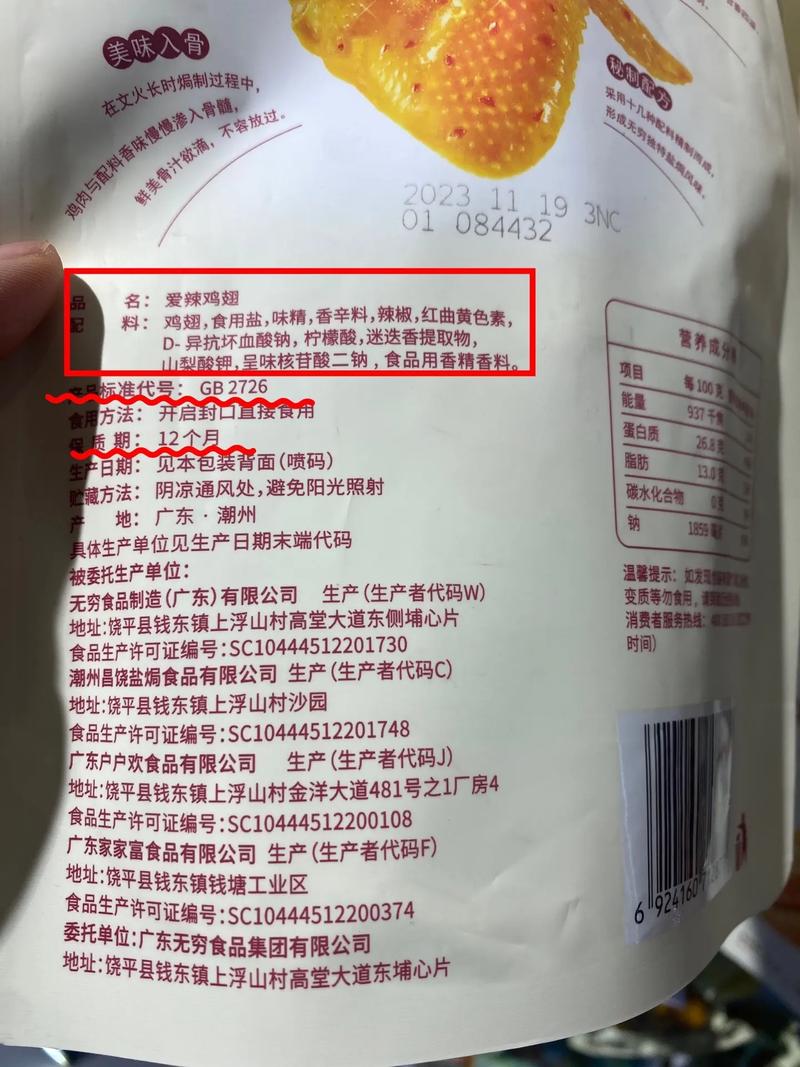 美味入骨
在文火长时焗制过程中，
鸡肉与配料香味慢慢渗入骨髓，
鲜美骨汁欲滴，不容放过。
秘制配方
采用十几种配料精制而成，
形成无穷独特盐焗风味。
2023 11 19 3NC
01 084432
品 名：爱辣鸡翅
配 料：鸡翅，食用盐，味精，香辛料，辣椒，红曲黄色素，
D- 异抗坏血酸钠，柠檬酸，迷迭香提取物，
山梨酸钾，呈味核苷酸二钠，食品用香精香料。
产品标准代号：GB 2726
食用方法：开启封口直接食用
保 质 期：12个月
生产日期：见本包装背面（喷码）
贮藏方法：阴凉通风处，避免阳光照射
产 地：广东·潮州
具体生产单位见生产日期末端代码
被委托生产单位：
无穷食品制造（广东）有限公司 生产（生产者代码W）
地址：饶平县钱东镇上浮山村高堂大道东侧埔心片
食品生产许可证编号：SC10444512201730
潮州昌饶盐焗食品有限公司 生产（生产者代码C）
地址：饶平县钱东镇上浮山村沙园
食品生产许可证编号：SC10444512201748
广东户户欢食品有限公司 生产（生产者代码J）
地址：饶平县钱东镇上浮山村金洋大道481号之1厂房4
食品生产许可证编号：SC10444512200108
广东家家富食品有限公司 生产（生产者代码F）
地址：饶平县钱东镇钱塘工业区
食品生产许可证编号：SC10444512200374
委托单位：广东无穷食品集团有限公司
地址：饶平县钱东镇上浮山村高堂大道东埔心片
营养成分
项目 每100克
能量 937千焦
蛋白质 26.8克
脂肪 13.0克
碳水化合物 0克
钠 1859毫克
温馨提示：如发现
变质等勿食用，
消费者服务热线：
时间）
6 924160